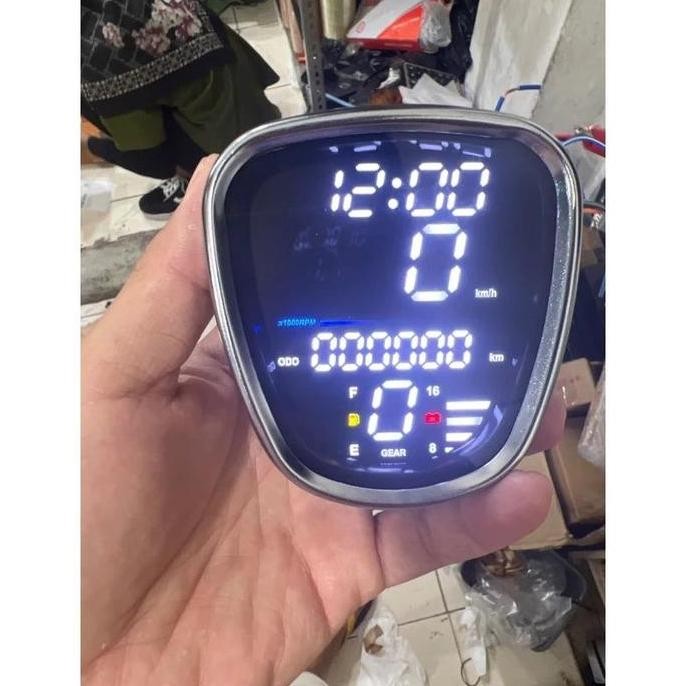 12:00
0
km/h
x1000RPM
ODO 000000 km
F 16
0
E GEAR 8